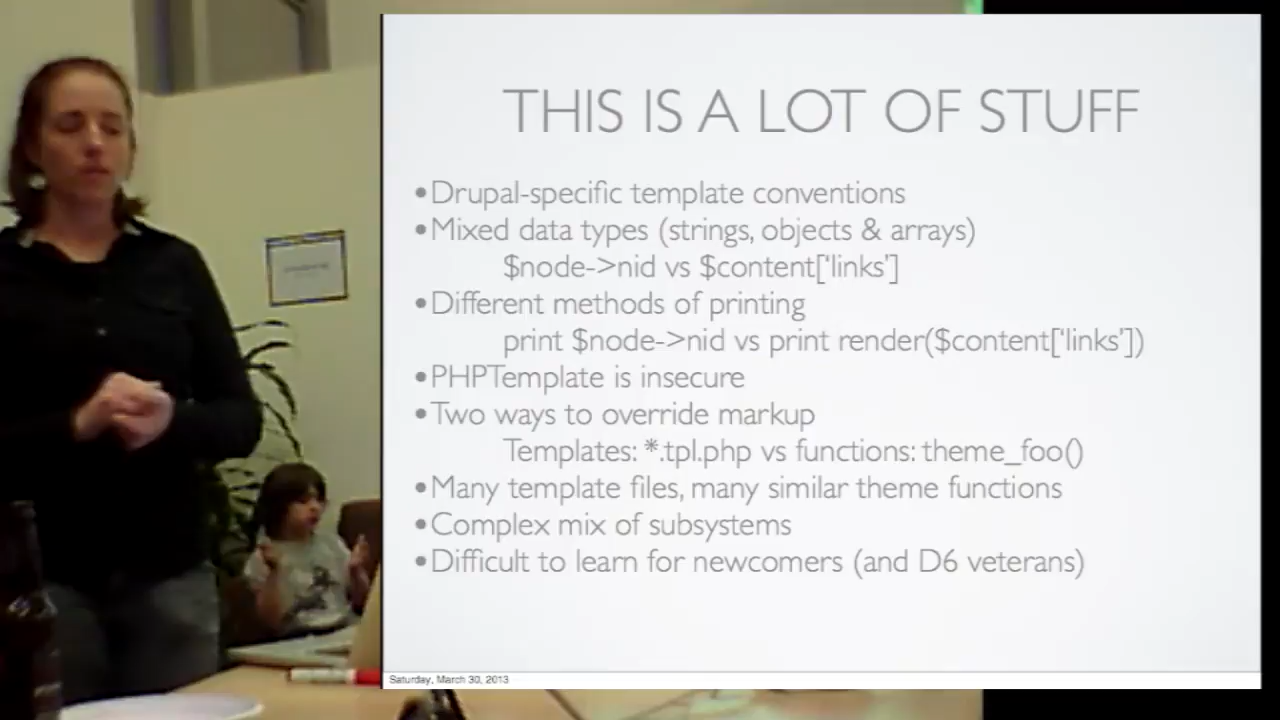 THIS IS A LOT OF STUFF
•Drupal-specific template conventions
•Mixed data types (strings, objects & arrays)
$node->nid vs $content[‘links’]
•Different methods of printing
print $node->nid vs print render($content[‘links’])
•PHPTemplate is insecure
•Two ways to override markup
Templates: *.tpl.php vs functions: theme_foo()
•Many template files, many similar theme functions
•Complex mix of subsystems
•Difficult to learn for newcomers (and D6 veterans)
Saturday, March 30, 2013